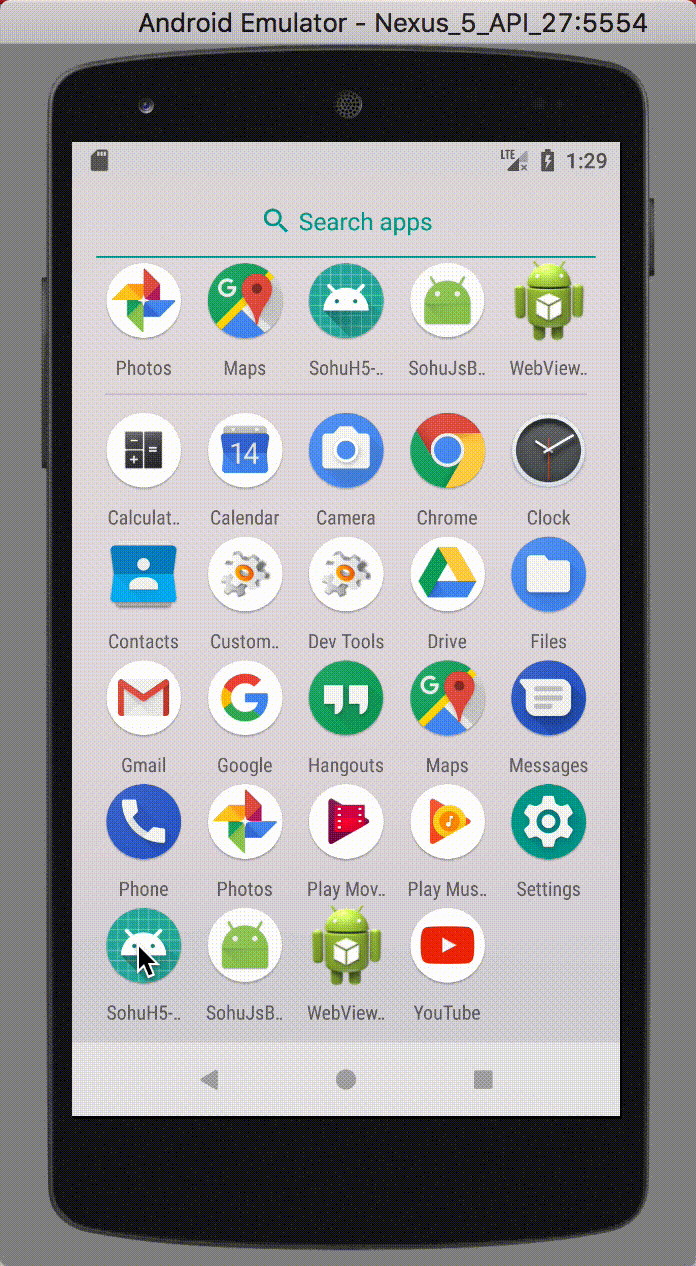 Android Emulator - Nexus_5_API_27:5554
LTE 1:29
Search apps
Photos Maps SohuH5-.. SohuJsB.. WebView..
14
Calculat.. Calendar Camera Chrome Clock
Contacts Custom.. Dev Tools Drive Files
Gmail Google Hangouts Maps Messages
Phone Photos Play Mov.. Play Mus.. Settings
SohuH5-.. SohuJsB.. WebView.. YouTube